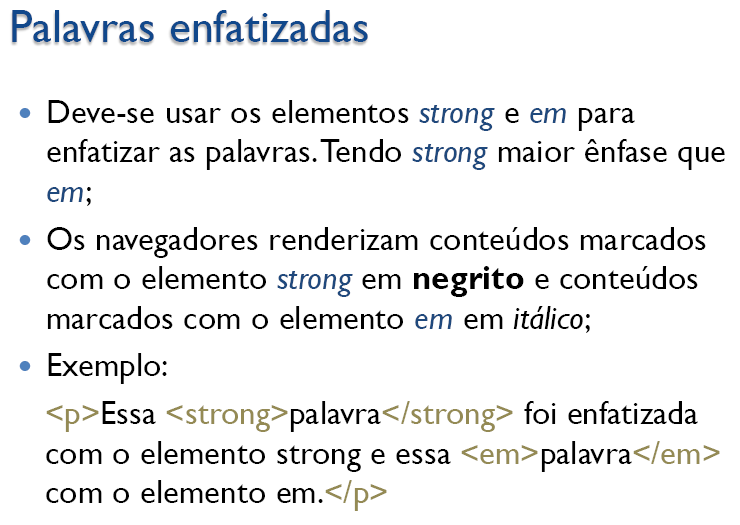 Palavras enfatizadas
• Deve-se usar os elementos strong e em para
enfatizar as palavras. Tendo strong maior ênfase que
em;
• Os navegadores renderizam conteúdos marcados
com o elemento strong em negrito e conteúdos
marcados com o elemento em em itálico;
• Exemplo:
<p>Essa <strong>palavra</strong> foi enfatizada
com o elemento strong e essa <em>palavra</em>
com o elemento em.</p>